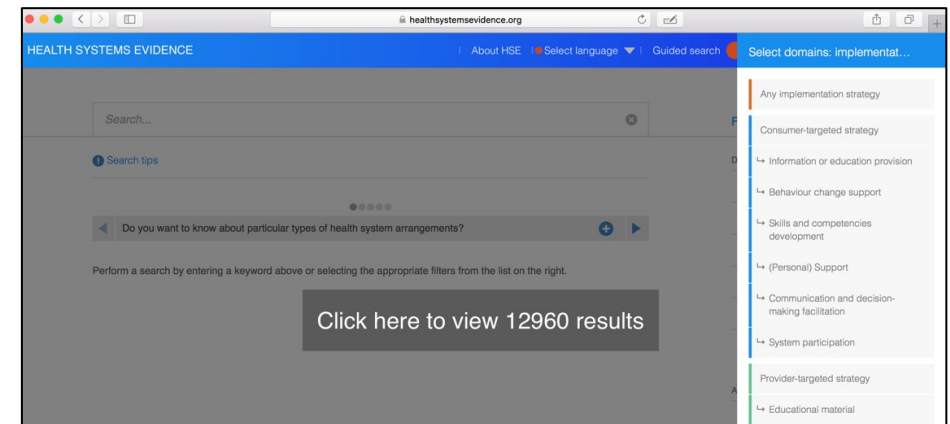 healthsystemsevidence.org
HEALTH SYSTEMS EVIDENCE
About HSE
Select language
Guided search
Select domains: implementat...
Search...
Search tips
Do you want to know about particular types of health system arrangements?
Perform a search by entering a keyword above or selecting the appropriate filters from the list on the right.
Click here to view 12960 results
Any implementation strategy
Consumer-targeted strategy
Information or education provision
Behaviour change support
Skills and competencies
development
(Personal) Support
Communication and decision-
making facilitation
System participation
Provider-targeted strategy
Educational material